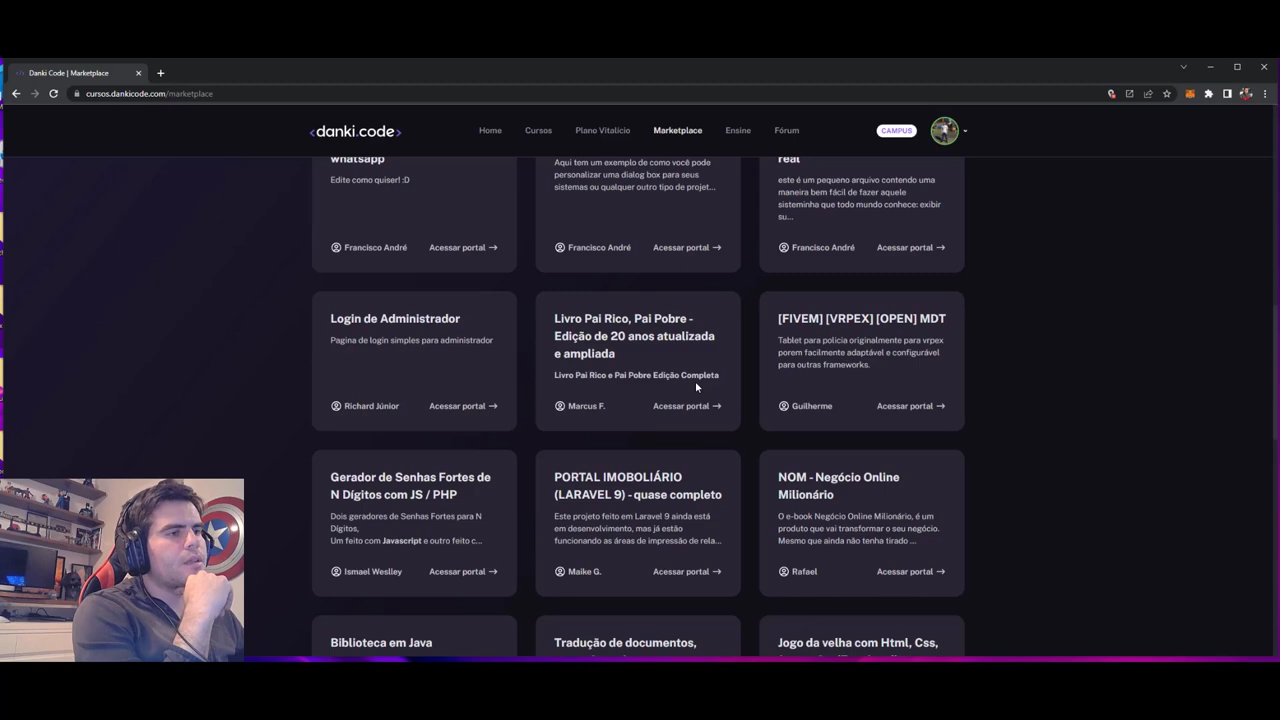 Danki Code | Marketplace
cursos.dankicode.com/marketplace
<danki.code>
Home
Cursos
Plano Vitalício
Marketplace
Ensine
Fórum
CAMPUS
whatsapp
Edite como quiser! :D
Francisco André
Acessar portal →
Aqui tem um exemplo de como você pode
personalizar uma dialog box para seus
sistemas ou qualquer outro tipo de projet...
Francisco André
Acessar portal →
real
este é um pequeno arquivo contendo uma
maneira bem fácil de fazer aquele
sisteminha que todo mundo conhece: exibir
su...
Francisco André
Acessar portal →
Login de Administrador
Pagina de login simples para administrador
Richard Júnior
Acessar portal →
Livro Pai Rico, Pai Pobre -
Edição de 20 anos atualizada
e ampliada
Livro Pai Rico e Pai Pobre Edição Completa
Marcus F.
Acessar portal →
[FIVEM] [VRPEX] [OPEN] MDT
Tablet para policia originalmente para vrpex
porem facilmente adaptável e configurável
para outras frameworks.
Guilherme
Acessar portal →
Gerador de Senhas Fortes de
N Dígitos com JS / PHP
Dois geradores de Senhas Fortes para N
Dígitos,
Um feito com Javascript e outro feito c...
Ismael Weslley
Acessar portal →
PORTAL IMOBOLIÁRIO
(LARAVEL 9) - quase completo
Este projeto feito em Laravel 9 ainda está
em desenvolvimento, mas já estão
funcionando as áreas de impressão de rela...
Maike G.
Acessar portal →
NOM - Negócio Online
Milionário
O e-book Negócio Online Milionário, é um
produto que vai transformar o seu negócio.
Mesmo que ainda não tenha tirado ...
Rafael
Acessar portal →
Biblioteca em Java
Tradução de documentos,
Jogo da velha com Html, Css,